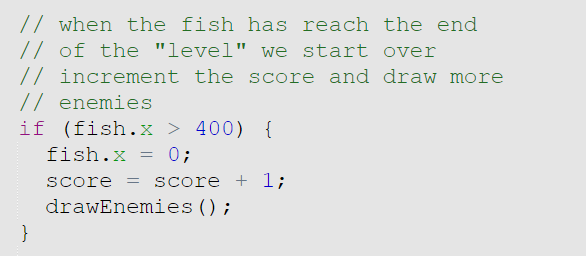 // when the fish has reach the end
// of the "level" we start over
// increment the score and draw more
// enemies
if (fish.x > 400) {
  fish.x = 0;
  score = score + 1;
  drawEnemies();
}